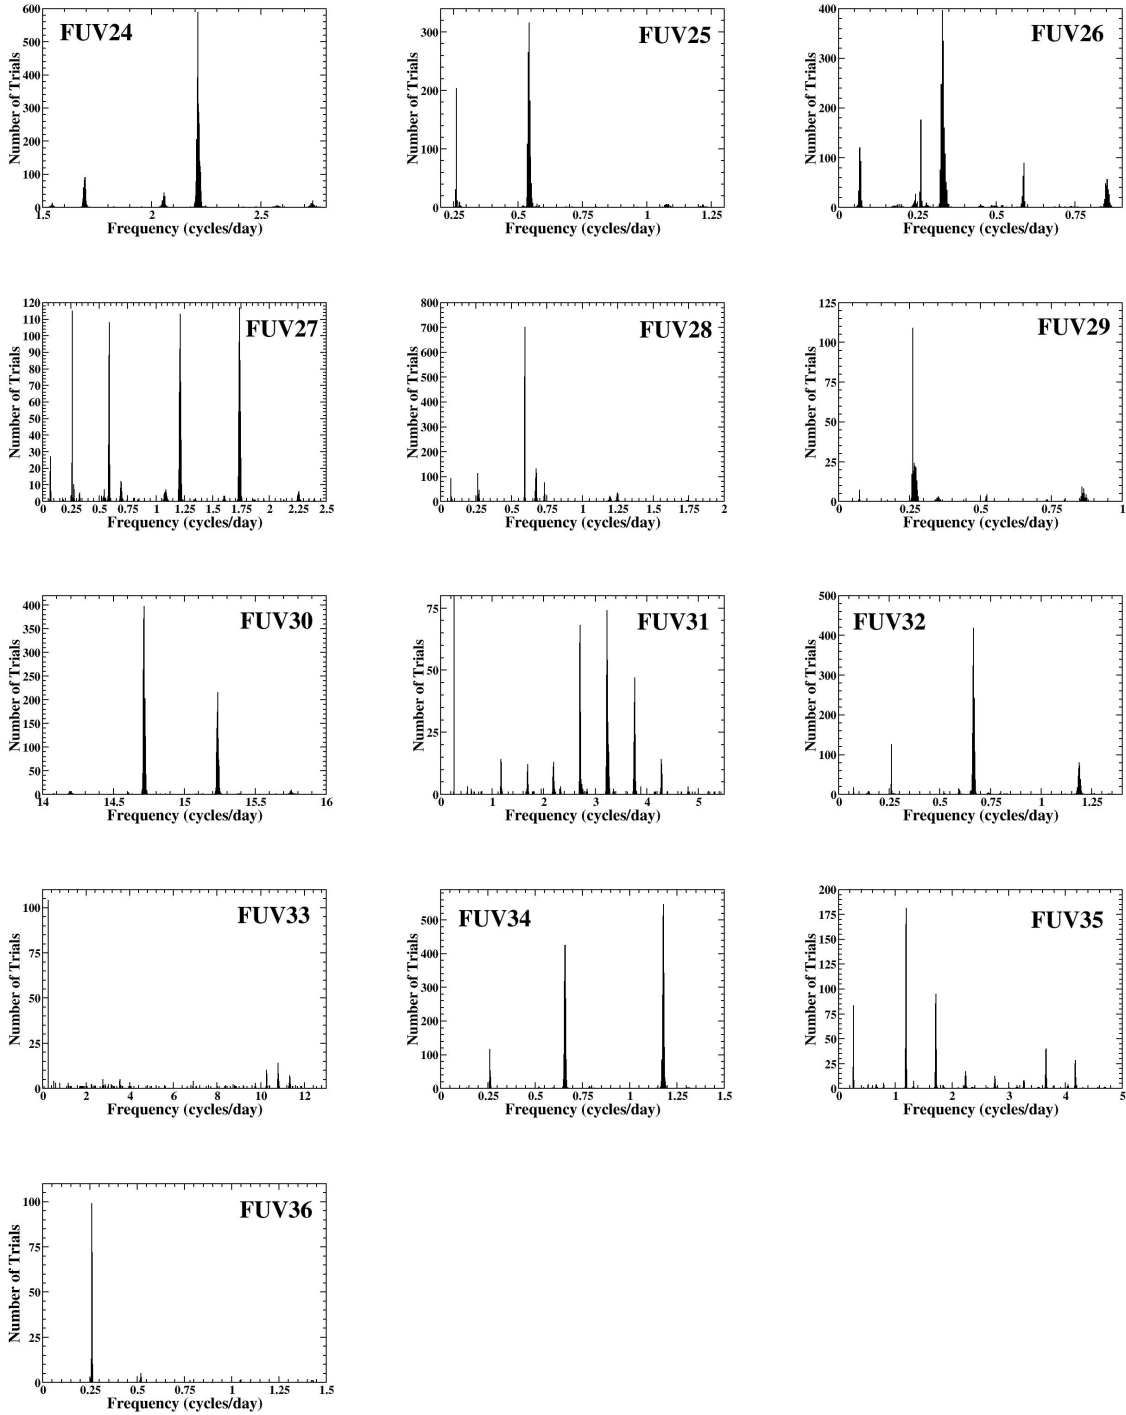 600 FUV24
500
400
300
200
100
0
Number of Trials
1.5 2 2.5
Frequency (cycles/day)
300 FUV25
200
100
0
Number of Trials
0.25 0.5 0.75 1 1.25
Frequency (cycles/day)
400 FUV26
300
200
100
0
Number of Trials
0 0.25 0.5 0.75
Frequency (cycles/day)
120 FUV27
110
100
90
80
70
60
50
40
30
20
10
0
Number of Trials
0 0.25 0.5 0.75 1 1.25 1.5 1.75 2 2.25 2.5
Frequency (cycles/day)
800 FUV28
700
600
500
400
300
200
100
0
Number of Trials
0 0.25 0.5 0.75 1 1.25 1.5 1.75 2
Frequency (cycles/day)
125 FUV29
100
75
50
25
0
Number of Trials
0 0.25 0.5 0.75 1
Frequency (cycles/day)
400 FUV30
350
300
250
200
150
100
50
0
Number of Trials
14 14.5 15 15.5 16
Frequency (cycles/day)
75 FUV31
50
25
0
Number of Trials
0 1 2 3 4 5
Frequency (cycles/day)
500 FUV32
400
300
200
100
0
Number of Trials
0 0.25 0.5 0.75 1 1.25
Frequency (cycles/day)
100 FUV33
75
50
25
0
Number of Trials
2 4 6 8 10 12
Frequency (cycles/day)
500 FUV34
400
300
200
100
0
Number of Trials
0 0.25 0.5 0.75 1 1.25 1.5
Frequency (cycles/day)
200 FUV35
175
150
125
100
75
50
25
0
Number of Trials
0 1 2 3 4 5
Frequency (cycles/day)
100 FUV36
75
50
25
0
Number of Trials
0 0.25 0.5 0.75 1 1.25 1.5
Frequency (cycles/day)